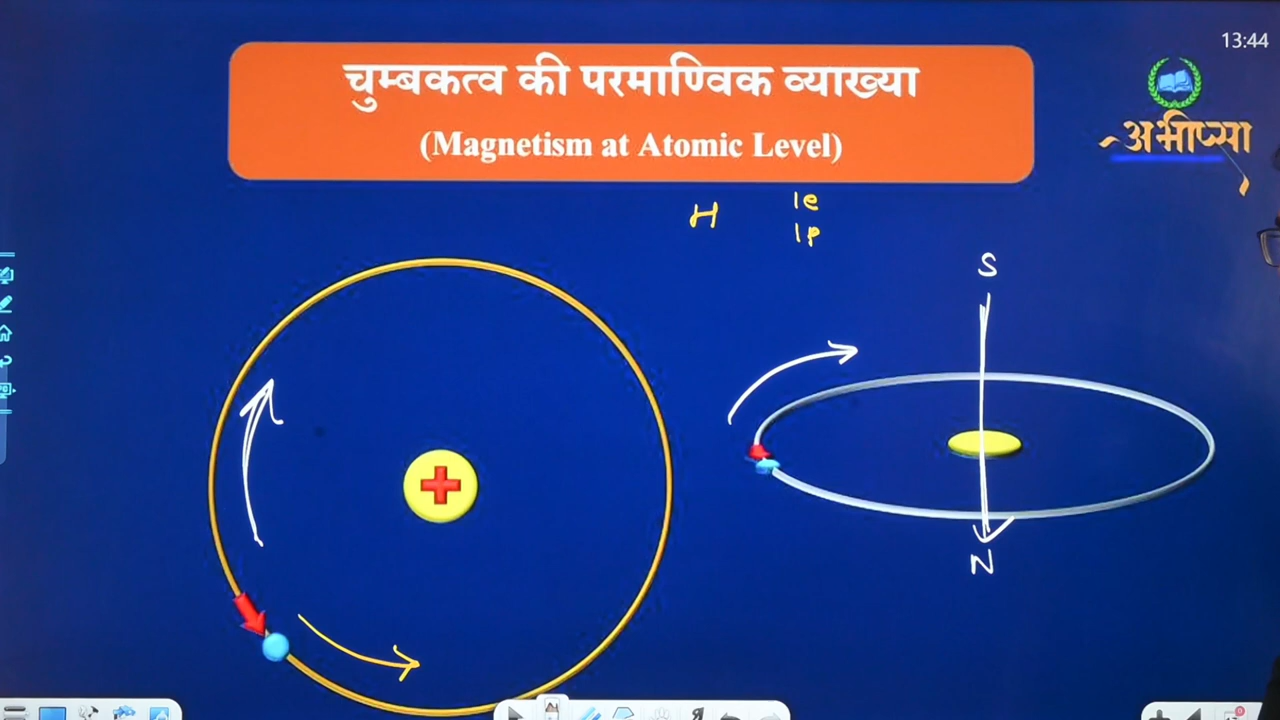 13:44
चुम्बकत्व की परमाण्विक व्याख्या
(Magnetism at Atomic Level)
अभीप्सा
H
1e
1p
S
N